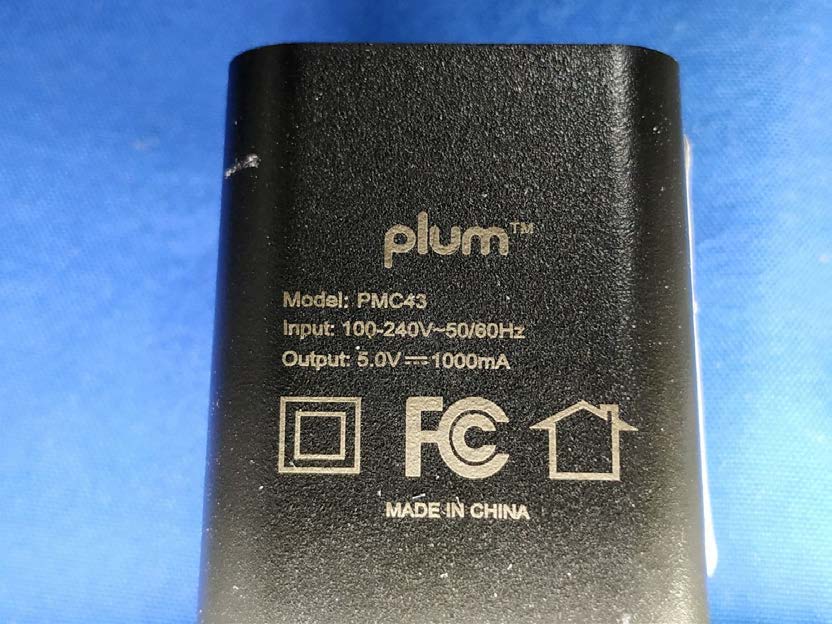 plum™
Model: PMC43
Input: 100-240V~50/60Hz
Output: 5.0V⎓1000mA
FC
MADE IN CHINA